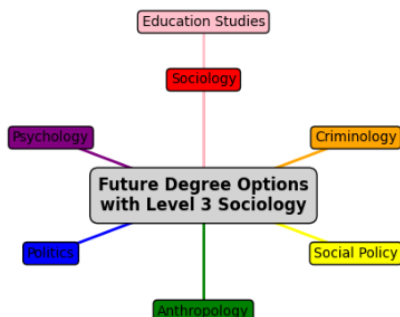 Education Studies
Sociology
Psychology
Criminology
Future Degree Options
with Level 3 Sociology
Politics
Social Policy
Anthropology